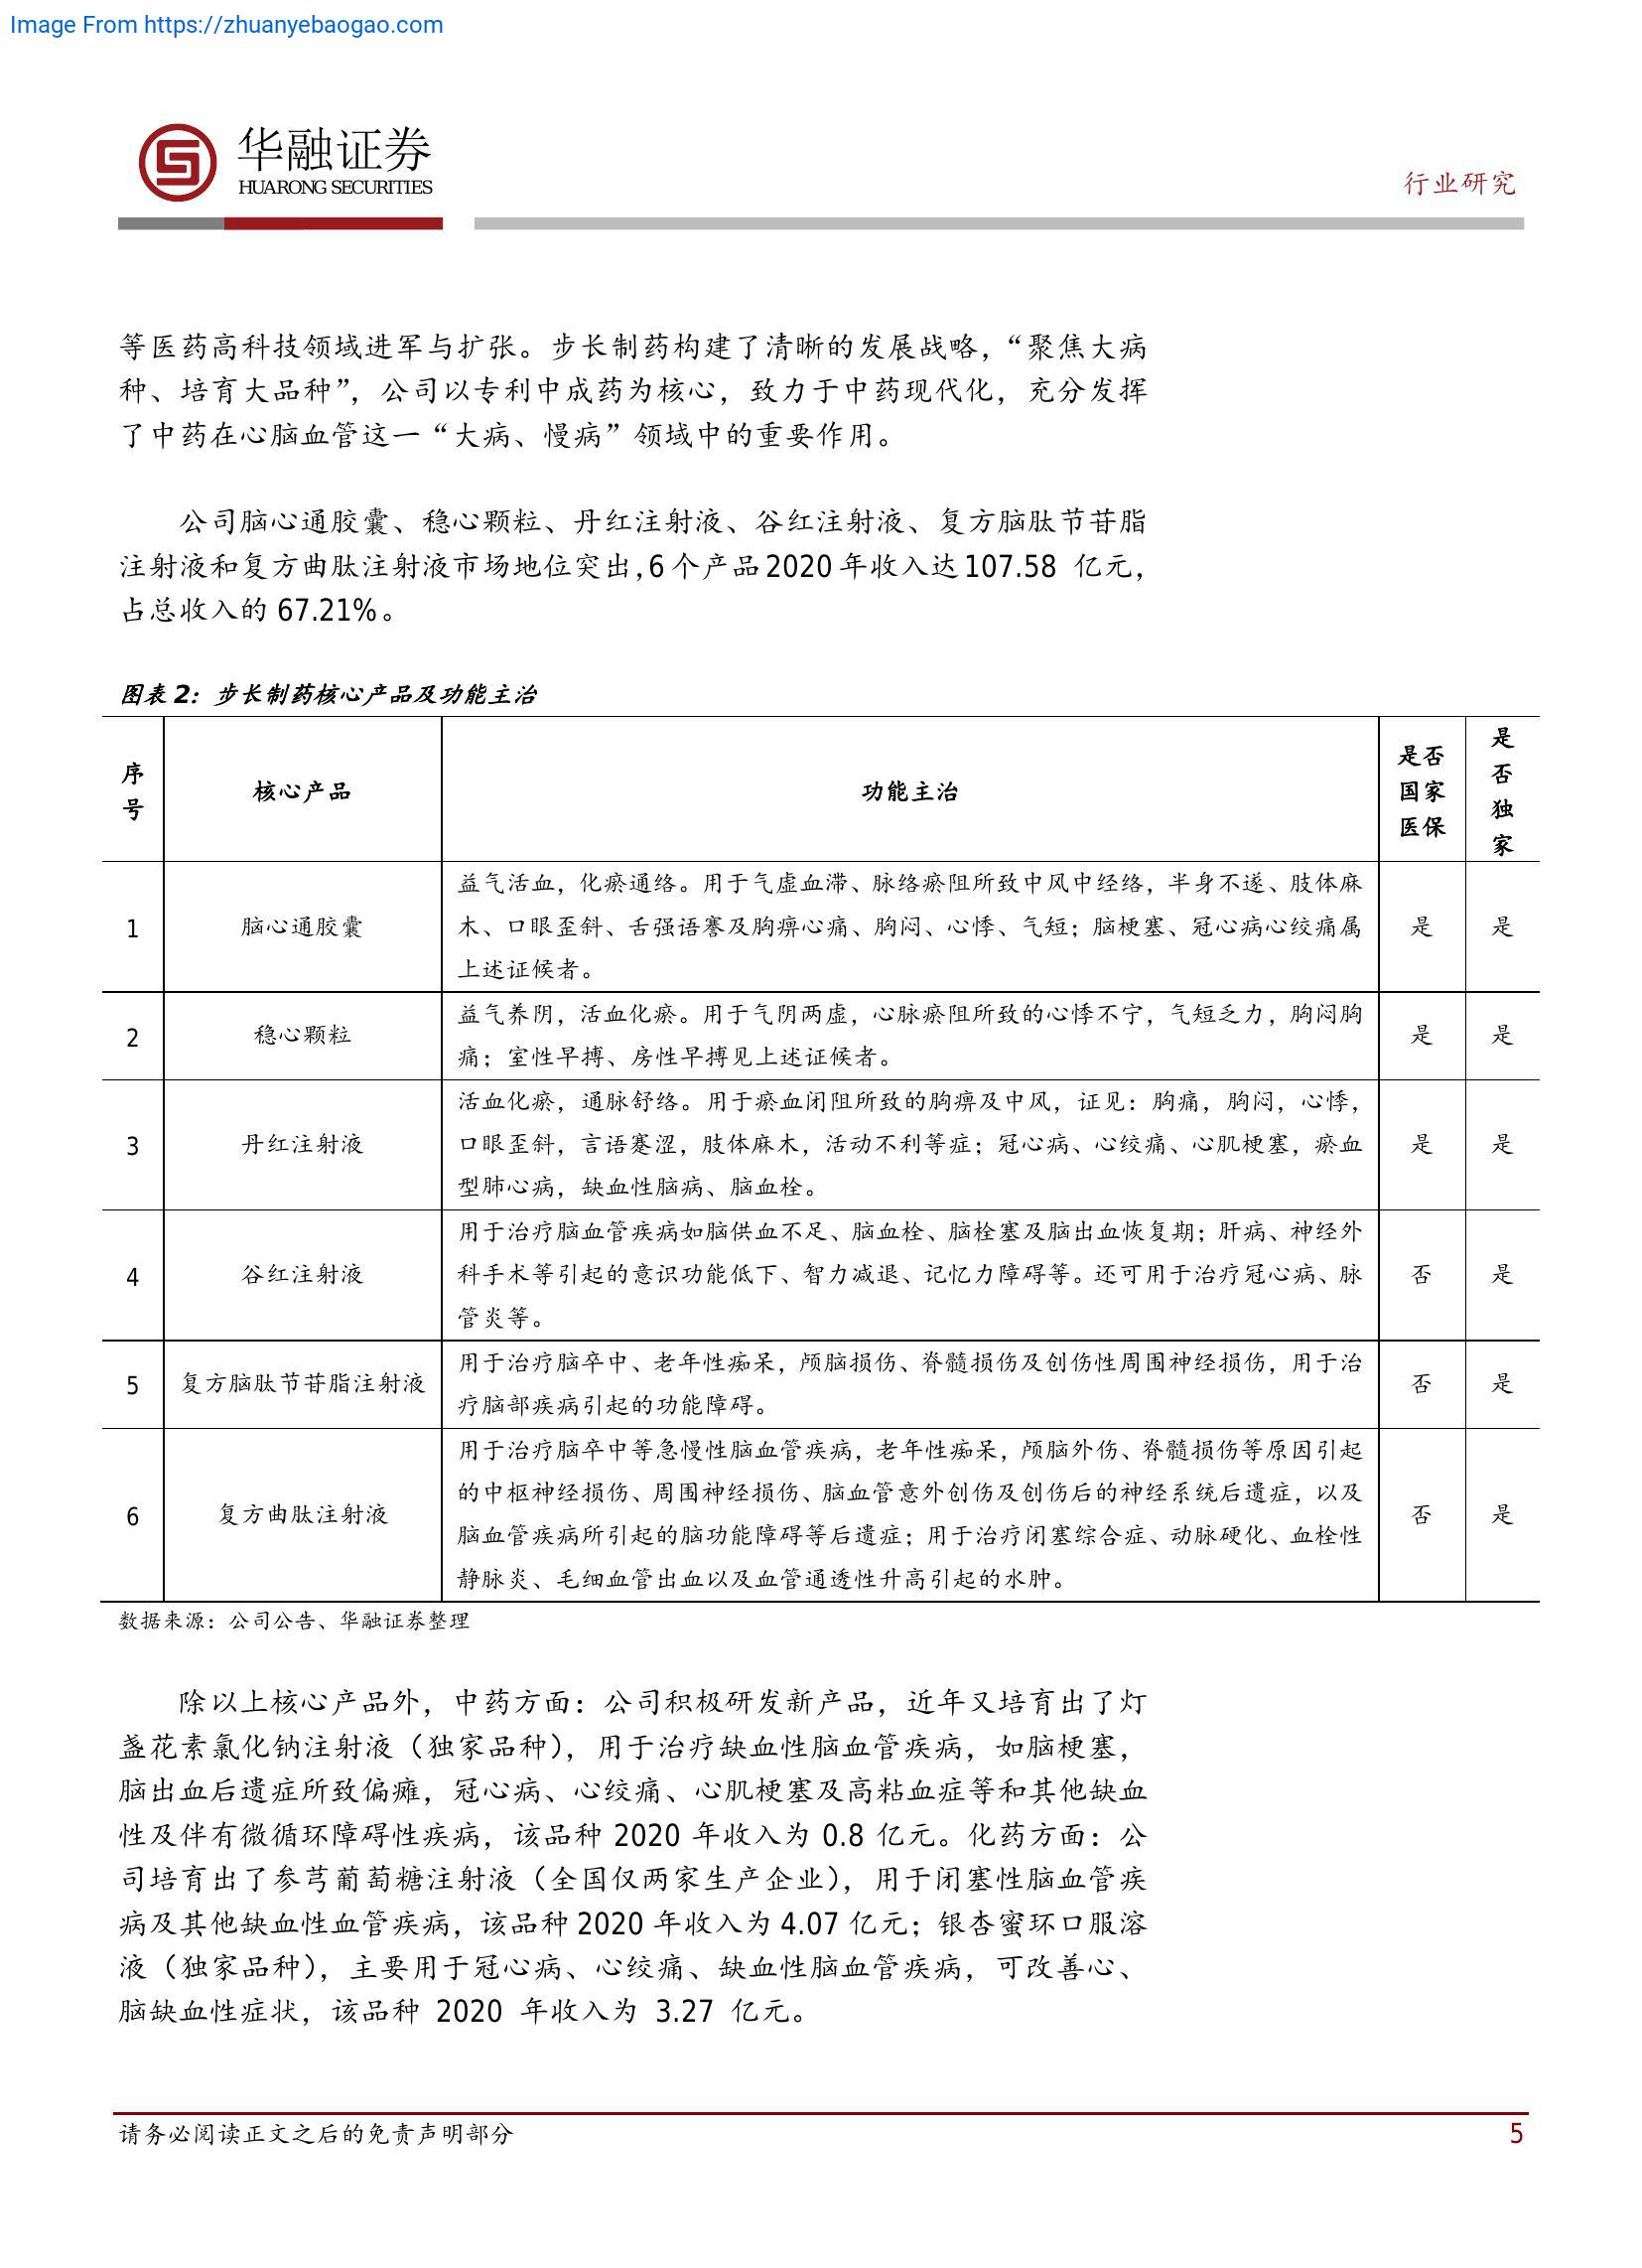 Image From https://zhuanyebaogao.com
华融证券
HUARONG SECURITIES
行业研究
等医药高科技领域进军与扩张。步长制药构建了清晰的发展战略，“聚焦大病
种、培育大品种”，公司以专利中成药为核心，致力于中药现代化，充分发挥
了中药在心脑血管这一“大病、慢病”领域中的重要作用。
公司脑心通胶囊、稳心颗粒、丹红注射液、谷红注射液、复方脑肽节苷脂
注射液和复方曲肽注射液市场地位突出，6 个产品 2020 年收入达 107.58 亿元，
占总收入的 67.21%。
图表 2：步长制药核心产品及功能主治
序
号
核心产品
功能主治
是否
国家
医保
是
否
独
家
1
脑心通胶囊
益气活血，化瘀通络。用于气虚血滞、脉络瘀阻所致中风中经络，半身不遂、肢体麻
木、口眼歪斜、舌强语謇及胸痹心痛、胸闷、心悸、气短；脑梗塞、冠心病心绞痛属
上述证候者。
是
是
2
稳心颗粒
益气养阴，活血化瘀。用于气阴两虚，心脉瘀阻所致的心悸不宁，气短乏力，胸闷胸
痛；室性早搏、房性早搏见上述证候者。
是
是
3
丹红注射液
活血化瘀，通脉舒络。用于瘀血闭阻所致的胸痹及中风，证见：胸痛，胸闷，心悸，
口眼歪斜，言语蹇涩，肢体麻木，活动不利等症；冠心病、心绞痛、心肌梗塞，瘀血
型肺心病，缺血性脑病、脑血栓。
是
是
4
谷红注射液
用于治疗脑血管疾病如脑供血不足、脑血栓、脑栓塞及脑出血恢复期；肝病、神经外
科手术等引起的意识功能低下、智力减退、记忆力障碍等。还可用于治疗冠心病、脉
管炎等。
否
是
5
复方脑肽节苷脂注射液
用于治疗脑卒中、老年性痴呆，颅脑损伤、脊髓损伤及创伤性周围神经损伤，用于治
疗脑部疾病引起的功能障碍。
否
是
6
复方曲肽注射液
用于治疗脑卒中等急慢性脑血管疾病，老年性痴呆，颅脑外伤、脊髓损伤等原因引起
的中枢神经损伤、周围神经损伤、脑血管意外创伤及创伤后的神经系统后遗症，以及
脑血管疾病所引起的脑功能障碍等后遗症；用于治疗闭塞综合症、动脉硬化、血栓性
静脉炎、毛细血管出血以及血管通透性升高引起的水肿。
否
是
数据来源：公司公告、华融证券整理
除以上核心产品外，中药方面：公司积极研发新产品，近年又培育出了灯
盏花素氯化钠注射液（独家品种），用于治疗缺血性脑血管疾病，如脑梗塞，
脑出血后遗症所致偏瘫，冠心病、心绞痛、心肌梗塞及高粘血症等和其他缺血
性及伴有微循环障碍性疾病，该品种 2020 年收入为 0.8 亿元。化药方面：公
司培育出了参芎葡萄糖注射液（全国仅两家生产企业），用于闭塞性脑血管疾
病及其他缺血性血管疾病，该品种 2020 年收入为 4.07 亿元；银杏蜜环口服溶
液（独家品种），主要用于冠心病、心绞痛、缺血性脑血管疾病，可改善心、
脑缺血性症状，该品种 2020 年收入为 3.27 亿元。
请务必阅读正文之后的免责声明部分
5